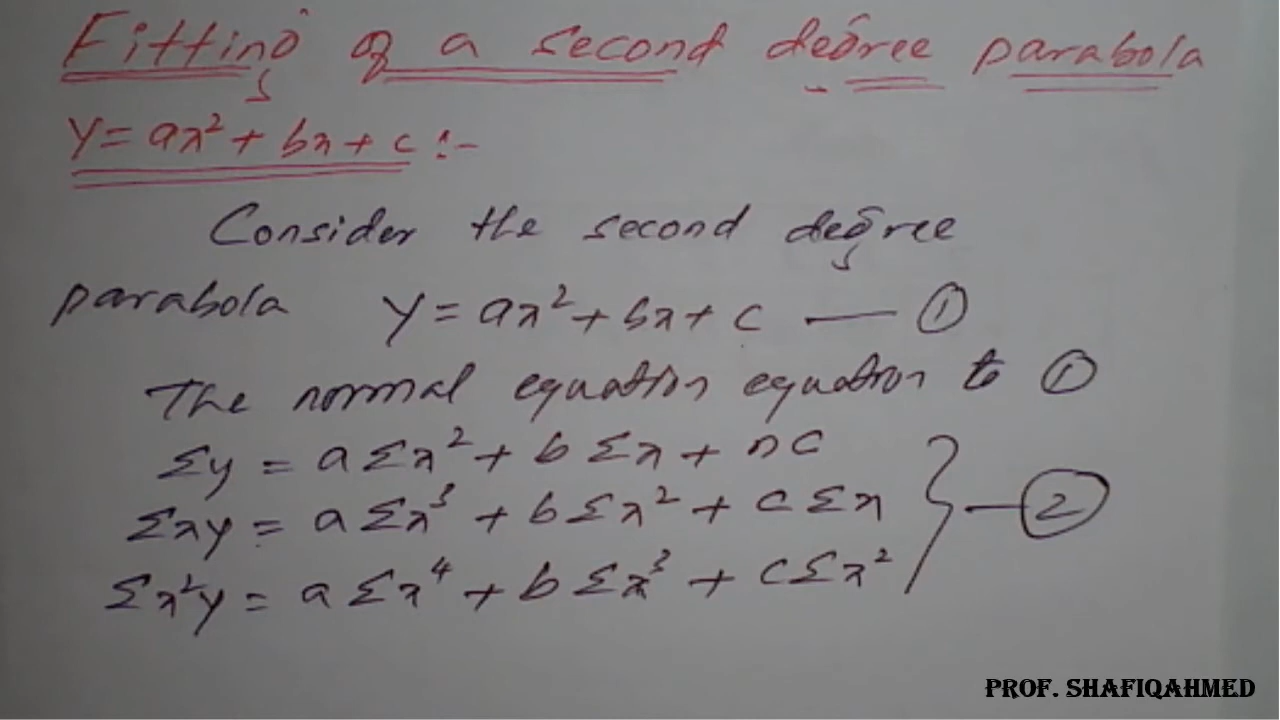 Fitting of a second degree parabola
Y = ax² + bx + c :-
Consider the second degree
parabola Y = ax² + bx + c — ①
The normal equation equation to ①
Σy = aΣx² + bΣx + nc
Σxy = aΣx³ + bΣx² + cΣx } — ②
Σx²y = aΣx⁴ + bΣx³ + cΣx²
PROF. SHAFIQAHMED